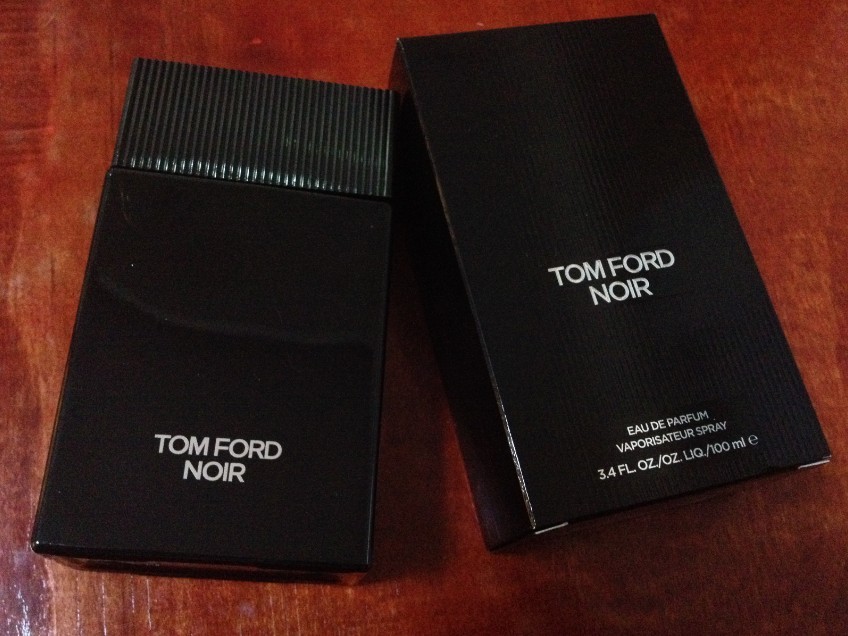 TOM FORD
NOIR
TOM FORD
NOIR
EAU DE PARFUM
VAPORISATEUR SPRAY
3.4 FL. OZ./OZ. LIQ./100 ml ℮